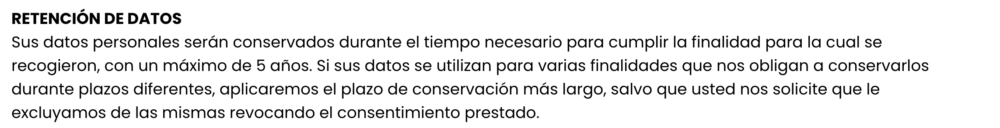 RETENCIÓN DE DATOS
Sus datos personales serán conservados durante el tiempo necesario para cumplir la finalidad para la cual se
recogieron, con un máximo de 5 años. Si sus datos se utilizan para varias finalidades que nos obligan a conservarlos
durante plazos diferentes, aplicaremos el plazo de conservación más largo, salvo que usted nos solicite que le
excluyamos de las mismas revocando el consentimiento prestado.